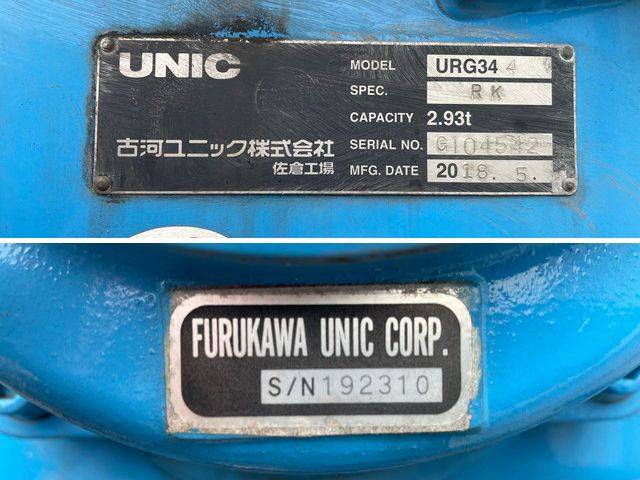 UNIC
古河ユニック株式会社
佐倉工場
MODEL URG34 4
SPEC. RK
CAPACITY 2.93t
SERIAL NO. G104542
MFG. DATE 2018. 5.
FURUKAWA UNIC CORP.
S/N192310